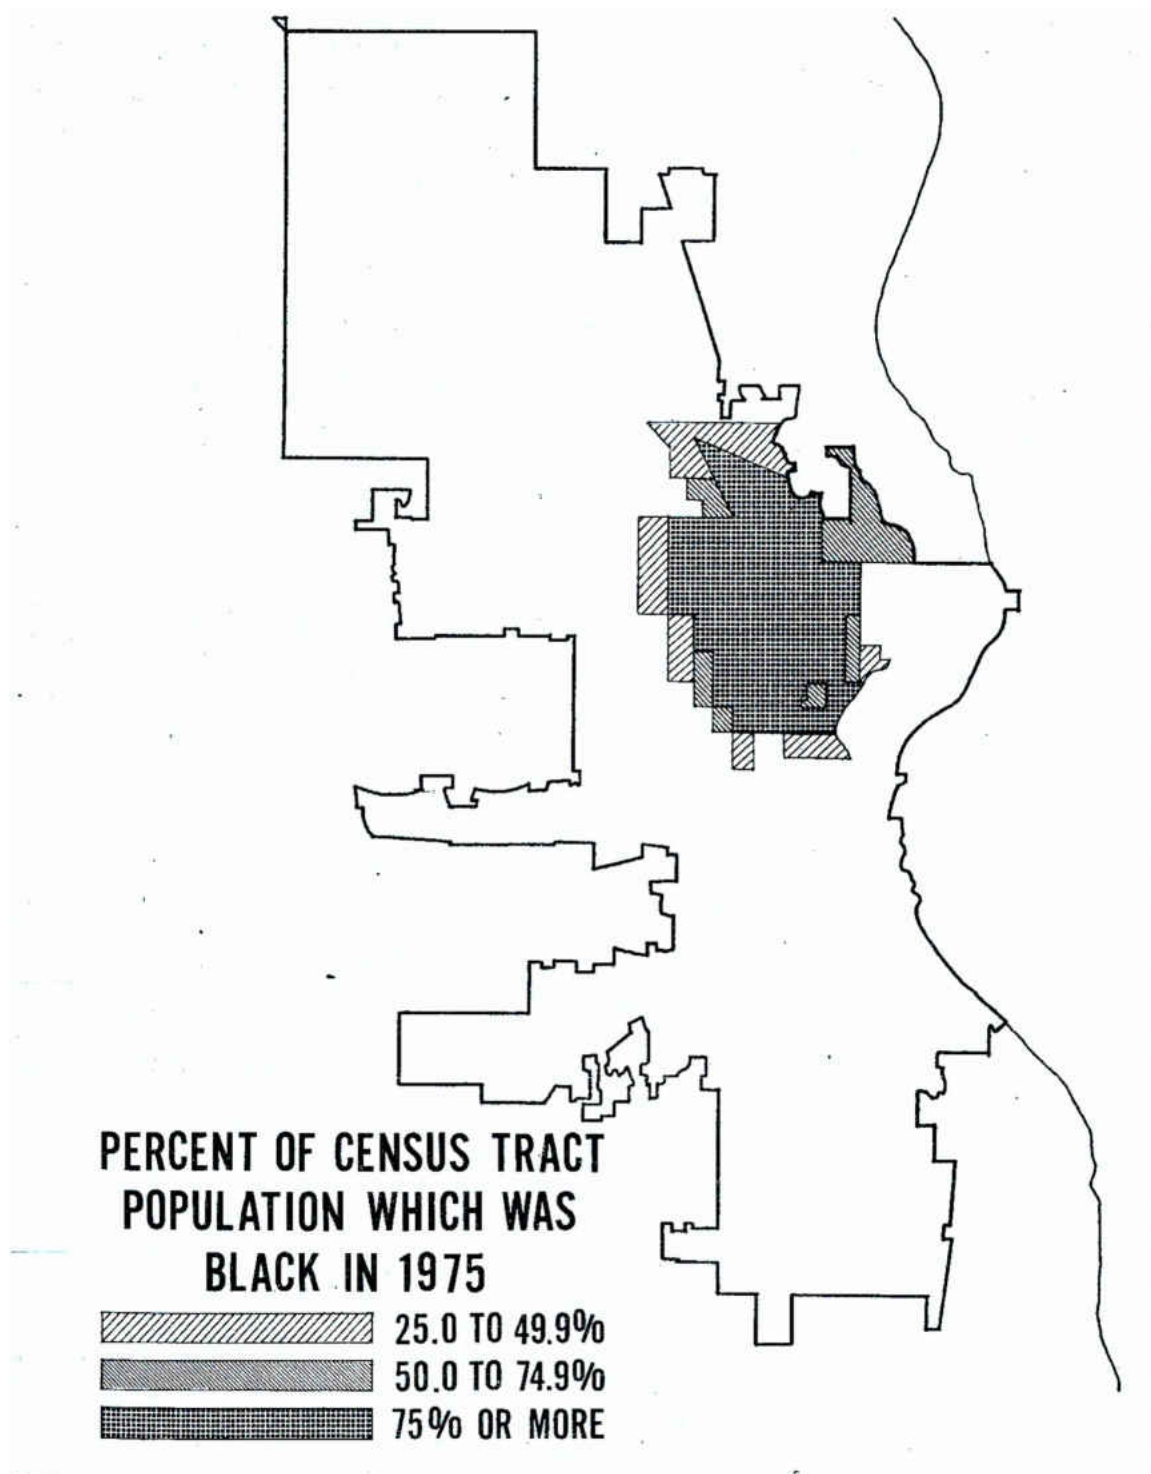 PERCENT OF CENSUS TRACT
POPULATION WHICH WAS
BLACK IN 1975
25.0 TO 49.9%
50.0 TO 74.9%
75% OR MORE